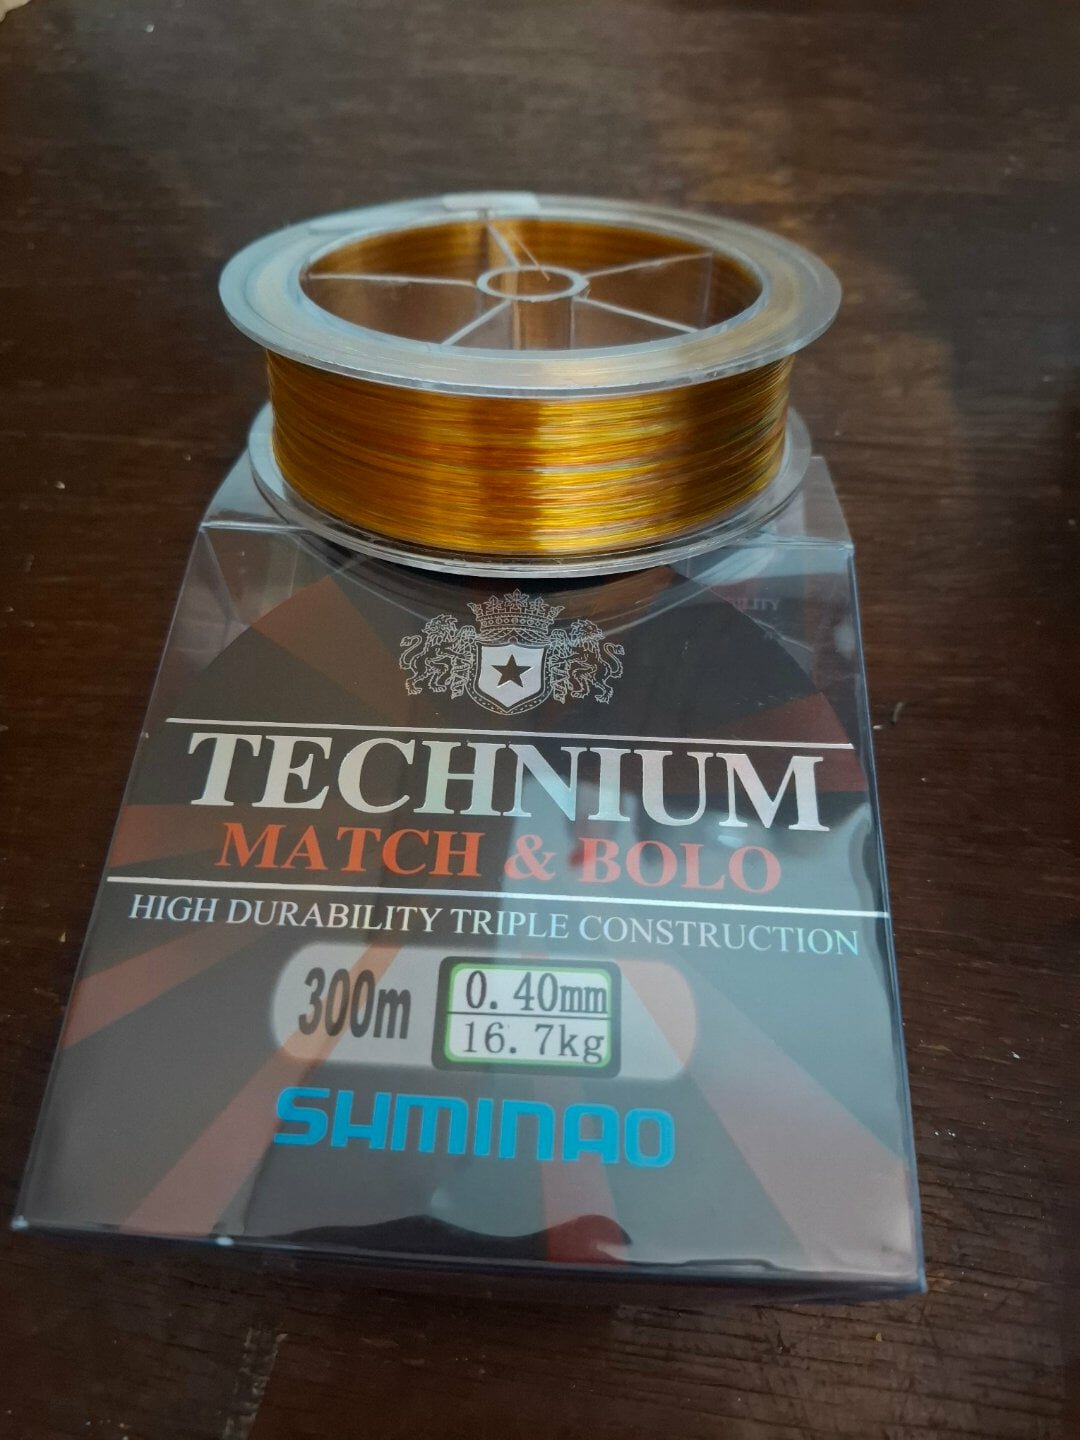 TECHNIUM
MATCH & BOLO
HIGH DURABILITY TRIPLE CONSTRUCTION
300m
0.40mm
16.7kg
SHMINAO